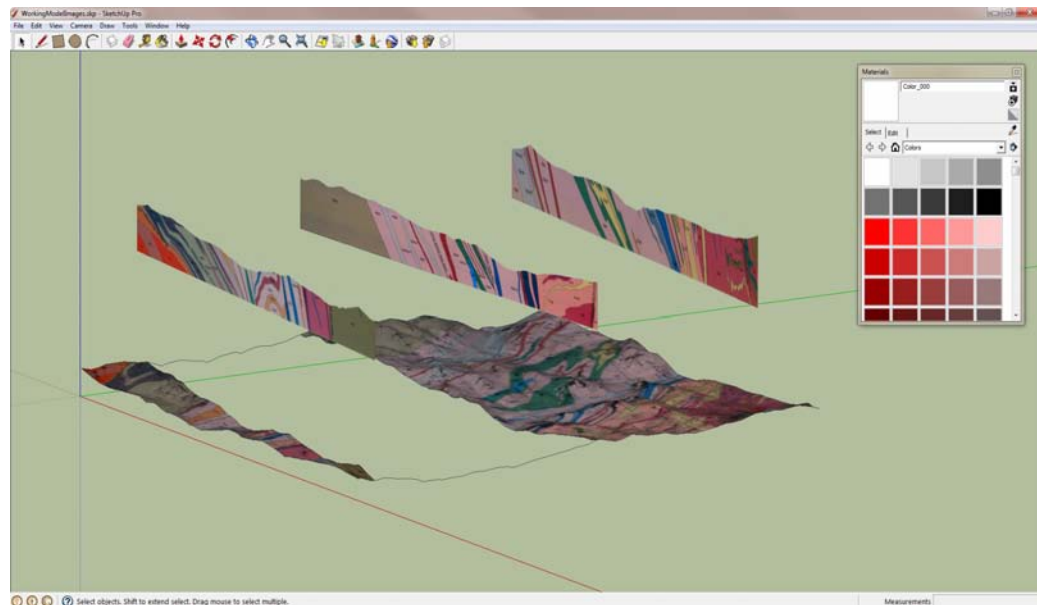 WorkingModelImages.skp - SketchUp Pro
File Edit View Camera Draw Tools Window Help
Materials
Color_000
Select Edit
Colors
Select objects. Shift to extend select. Drag mouse to select multiple.
Measurements